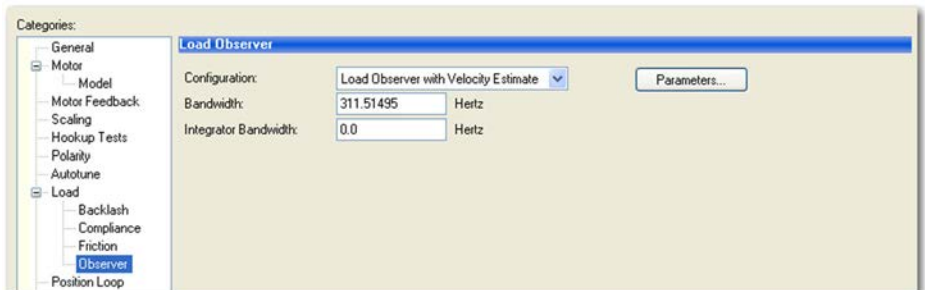 Categories:
General
Motor
Model
Motor Feedback
Scaling
Hookup Tests
Polarity
Autotune
Load
Backlash
Compliance
Friction
Observer
Position Loop
Load Observer
Configuration: Load Observer with Velocity Estimate Parameters...
Bandwidth: 311.51495 Hertz
Integrator Bandwidth: 0.0 Hertz